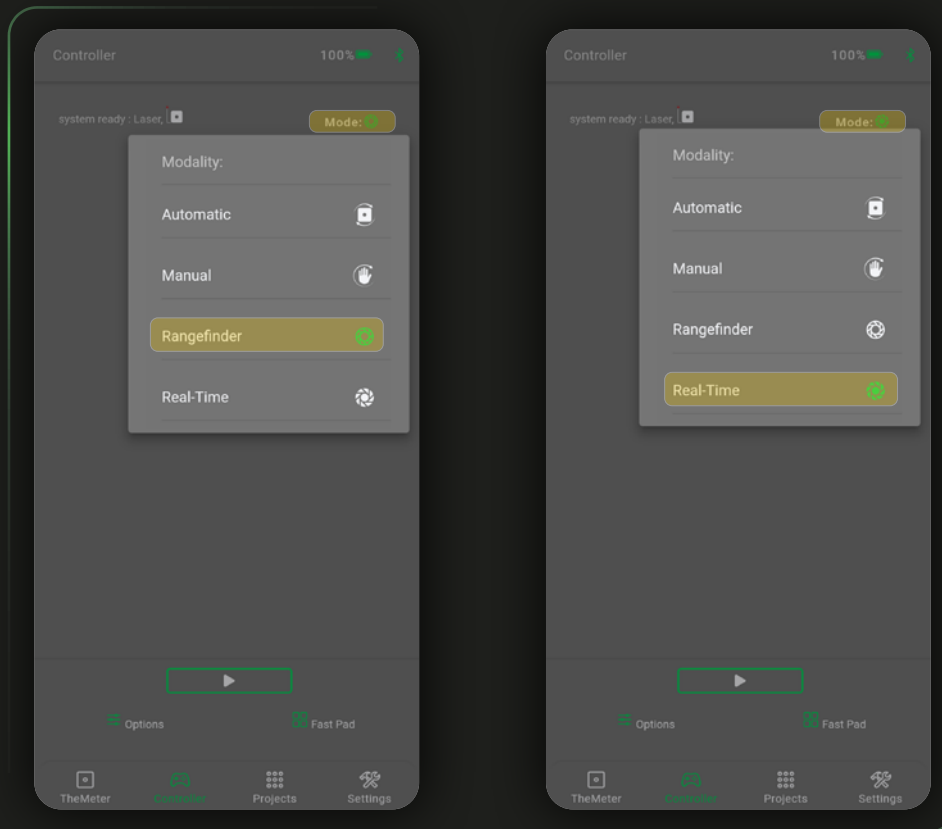 Controller 100%
system ready : Laser,
Mode:
Modality:
Automatic
Manual
Rangefinder
Real-Time
Options Fast Pad
TheMeter Controller Projects Settings
Controller 100%
system ready : Laser,
Mode:
Modality:
Automatic
Manual
Rangefinder
Real-Time
Options Fast Pad
TheMeter Controller Projects Settings